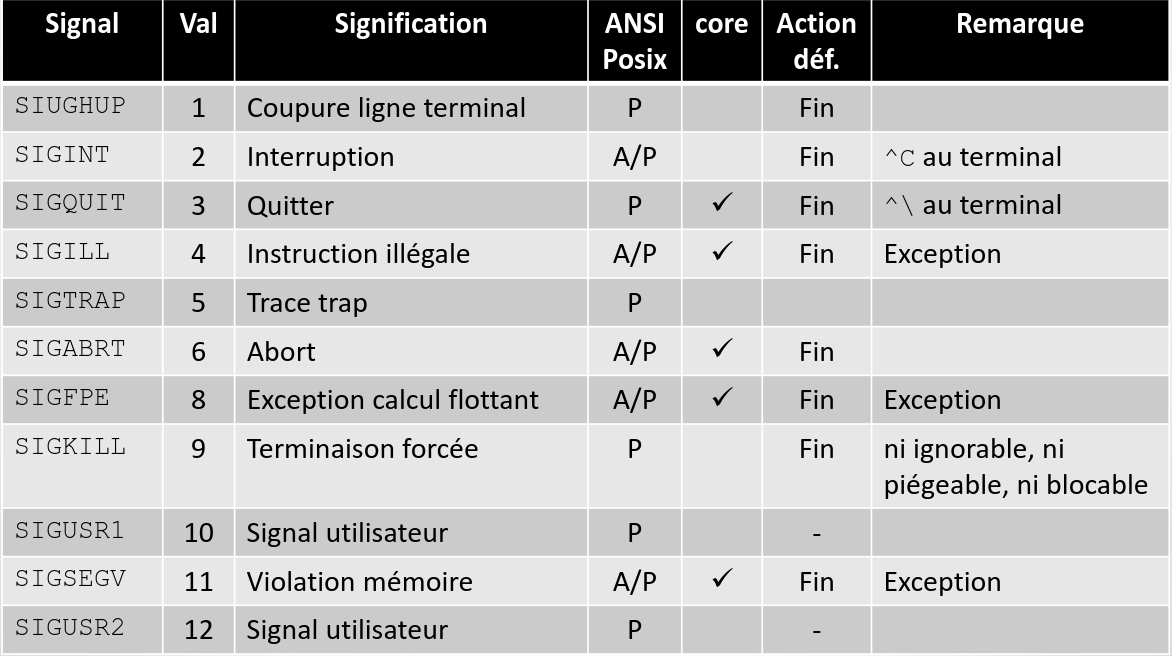 Signal Val Signification ANSI Posix core Action déf. Remarque
SIUGHUP 1 Coupure ligne terminal P Fin
SIGINT 2 Interruption A/P Fin ^C au terminal
SIGQUIT 3 Quitter P ✓ Fin ^\ au terminal
SIGILL 4 Instruction illégale A/P ✓ Fin Exception
SIGTRAP 5 Trace trap P
SIGABRT 6 Abort A/P ✓ Fin
SIGFPE 8 Exception calcul flottant A/P ✓ Fin Exception
SIGKILL 9 Terminaison forcée P Fin ni ignorable, ni
piégeable, ni blocable
SIGUSR1 10 Signal utilisateur P -
SIGSEGV 11 Violation mémoire A/P ✓ Fin Exception
SIGUSR2 12 Signal utilisateur P -